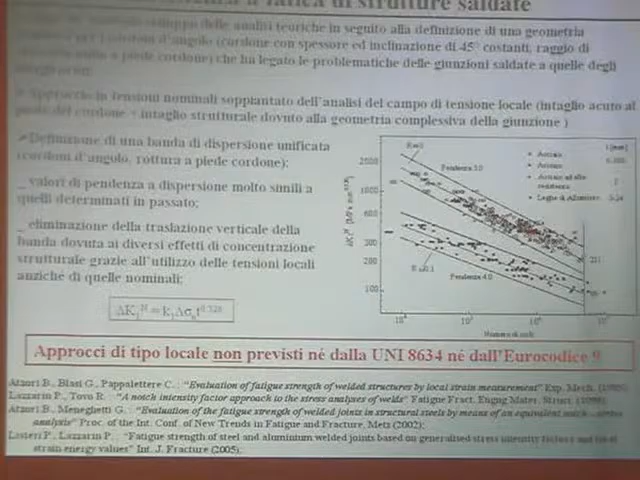 a fatica di strutture saldate
sviluppo delle analisi teoriche in seguito alla definizione di una geometria
d'angolo (cordone con spessore ed inclinazione di 45° costanti, raggio di
a piede cordone) che ha legato le problematiche delle giunzioni saldate a quelle degli
Approccio in tensioni nominali soppiantato dell'analisi del campo di tensione locale (intaglio acuto al
piede del cordone + intaglio strutturale dovuto alla geometria complessiva della giunzione )
Definizione di una banda di dispersione unificata
(cordoni d'angolo, rottura a piede cordone):
_ valori di pendenza a dispersione molto simili a
quelli determinati in passato;
_ eliminazione della traslazione verticale della
banda dovuta ai diversi effetti di concentrazione
strutturale grazie all'utilizzo delle tensioni locali
anziché di quelle nominali;
R=0
Pendenza 3.0
Acciaio
Acciaio
Acciaio ad alta
resistenza
Leghe di Alluminio
t [mm]
2000
1000
600
300
200
100
Pendenza 4.0
211
Numero di cicli
Approcci di tipo locale non previsti né dalla UNI 8634 né dall'Eurocodice 9
Atzori B., Blasi G., Pappalettere C.: “Evaluation of fatigue strength of welded structures by local strain measurement” Exp. Mech.
Lazzarin P., Tovo R.: “A notch intensity factor approach to the stress analyses of welds” Fatigue Fract. Engng Mater. Struct.
Atzori B., Meneghetti G.: “Evaluation of the fatigue strength of welded joints in structural steels by means of an equivalent
analysis” Proc. of the Int. Conf. of New Trends in Fatigue and Fracture, Metz (2002);
P., Lazzarin P.,: “Fatigue strength of steel and aluminium welded joints based on generalised stress intensity factors and local
strain energy values” Int. J. Fracture (2005);